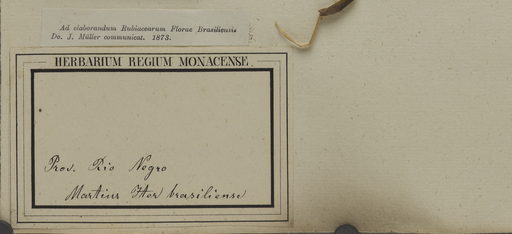 Ad elaborandum Rubiacearum Florae Brasiliensis
Do. J. Müller communicat. 1873.
HERBARIUM REGIUM MONACENSE.
Prov. Rio Negro
Martius Iter brasiliense